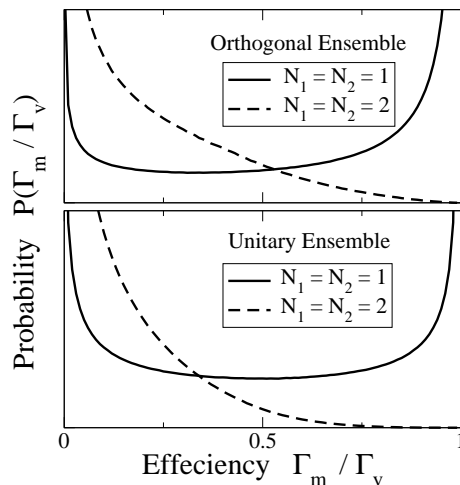 Orthogonal Ensemble
N₁ = N₂ = 1
N₁ = N₂ = 2
Unitary Ensemble
N₁ = N₂ = 1
N₁ = N₂ = 2
Probability P(Γₘ / Γᵥ)
0 0.5 1
Effeciency Γₘ / Γᵥ